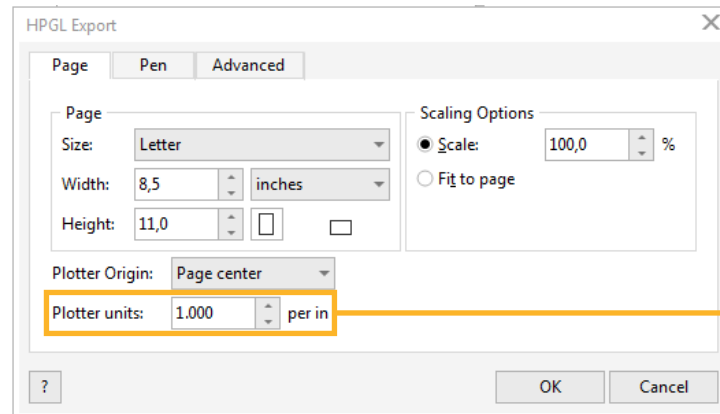 HPGL Export
Page Pen Advanced
Page
Size: Letter
Width: 8,5 inches
Height: 11,0
Scaling Options
Scale: 100,0 %
Fit to page
Plotter Origin: Page center
Plotter units: 1.000 per in
? OK Cancel